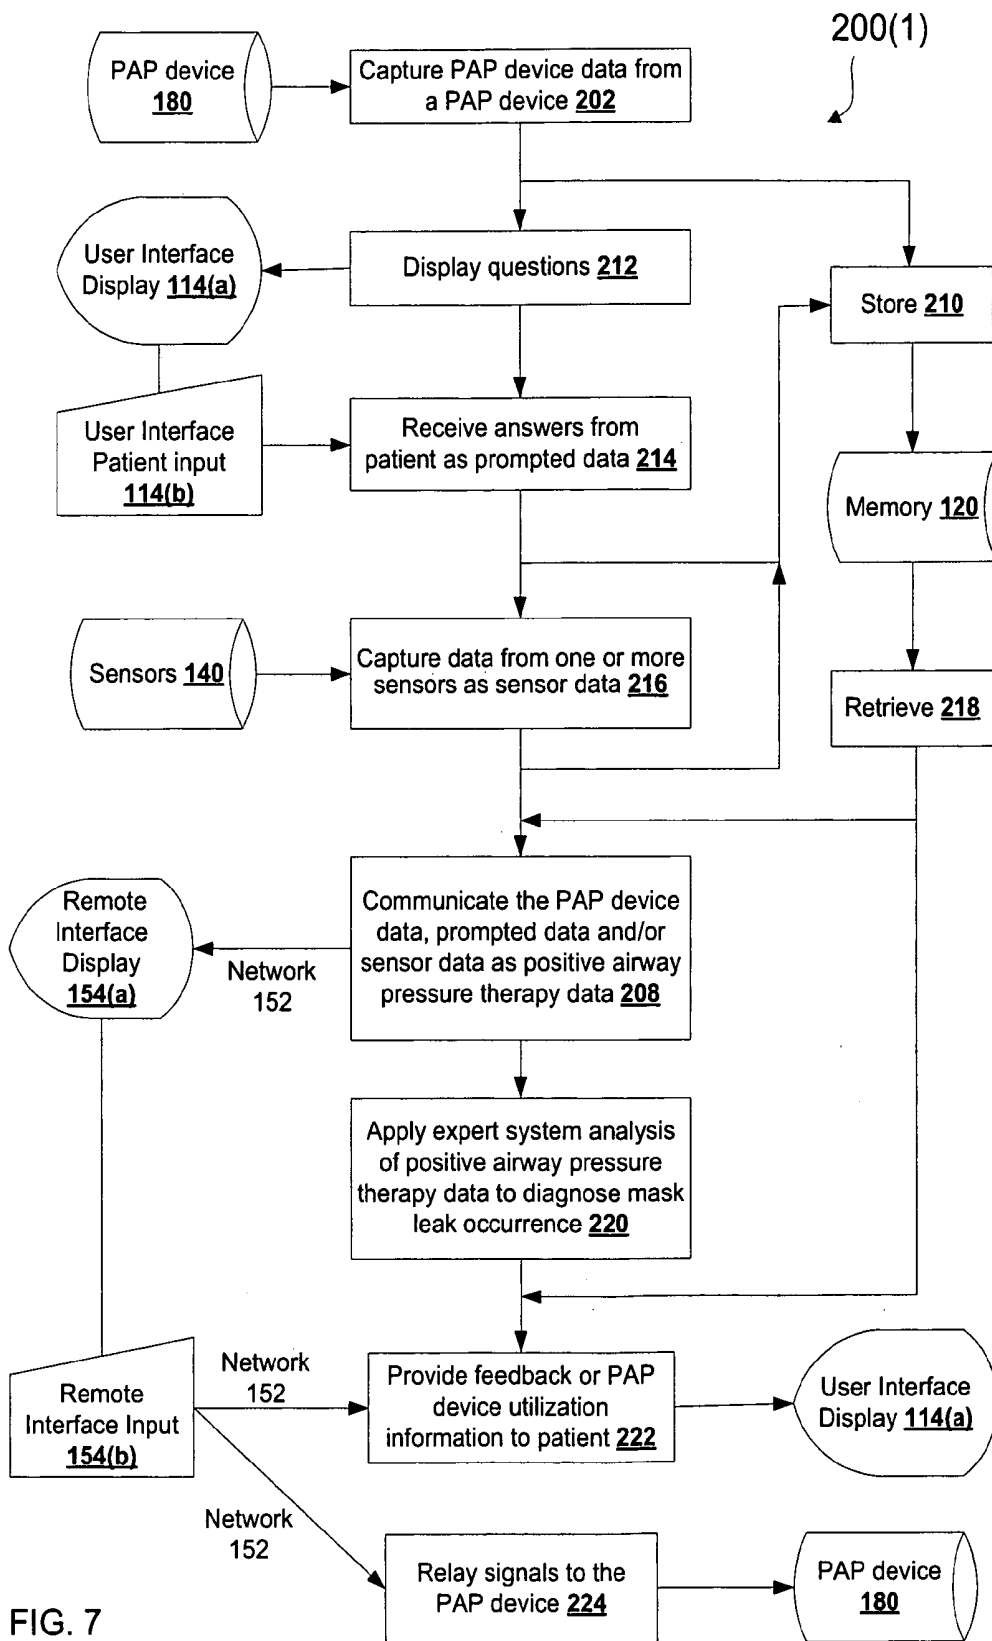 200(1)
PAP device
180
Capture PAP device data from
a PAP device 202
User Interface
Display 114(a)
Display questions 212
Store 210
User Interface
Patient input
114(b)
Receive answers from
patient as prompted data 214
Memory 120
Sensors 140
Capture data from one or more
sensors as sensor data 216
Retrieve 218
Remote
Interface
Display
154(a)
Network
152
Communicate the PAP device
data, prompted data and/or
sensor data as positive airway
pressure therapy data 208
Apply expert system analysis
of positive airway pressure
therapy data to diagnose mask
leak occurrence 220
Remote
Interface Input
154(b)
Network
152
Provide feedback or PAP
device utilization
information to patient 222
User Interface
Display 114(a)
Network
152
Relay signals to the
PAP device 224
PAP device
180
FIG. 7